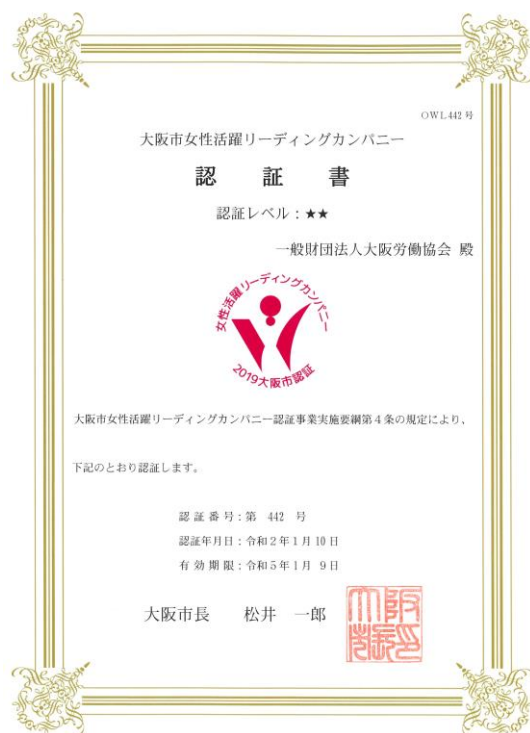 OWL442号
大阪市女性活躍リーディングカンパニー
認証書
認証レベル：★★
一般財団法人大阪労働協会 殿
女性活躍リーディングカンパニー
2019大阪市認証
大阪市女性活躍リーディングカンパニー認証事業実施要綱第４条の規定により、
下記のとおり認証します。
認証番号：第 442 号
認証年月日：令和２年１月10日
有効期限：令和５年１月 ９日
大阪市長 松井 一郎